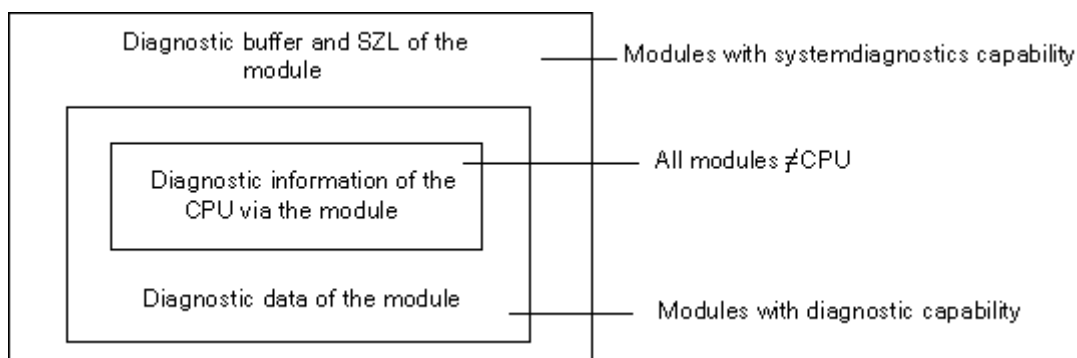 Diagnostic buffer and SZL of the
module
Modules with systemdiagnostics capability
All modules ≠CPU
Diagnostic information of the
CPU via the module
Diagnostic data of the module
Modules with diagnostic capability